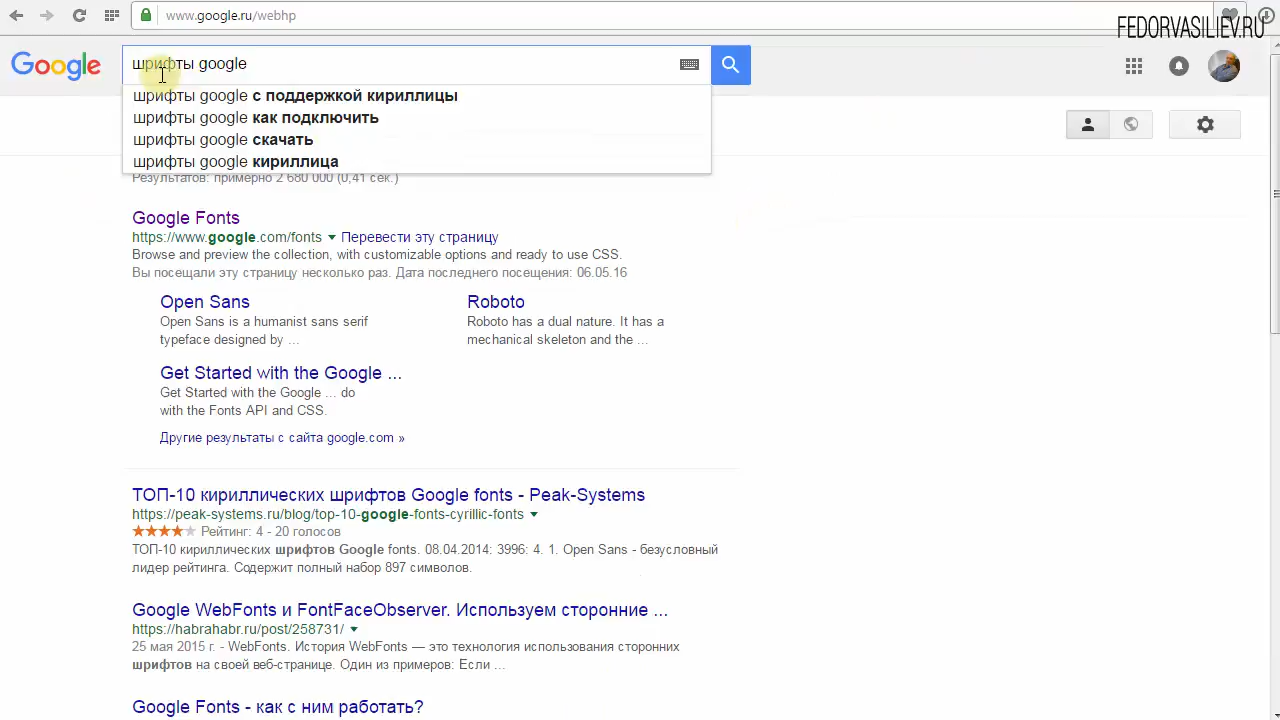 www.google.ru/webhp
FEDORVASILIEV.RU
Google
шрифты google
шрифты google с поддержкой кириллицы
шрифты google как подключить
шрифты google скачать
шрифты google кириллица
Результатов: примерно 2 680 000 (0,41 сек.)
Google Fonts
https://www.google.com/fonts Перевести эту страницу
Browse and preview the collection, with customizable options and ready to use CSS.
Вы посещали эту страницу несколько раз. Дата последнего посещения: 06.05.16
Open Sans
Open Sans is a humanist sans serif
typeface designed by ...
Roboto
Roboto has a dual nature. It has a
mechanical skeleton and the ...
Get Started with the Google ...
Get Started with the Google ... do
with the Fonts API and CSS.
Другие результаты с сайта google.com »
ТОП-10 кириллических шрифтов Google fonts - Peak-Systems
https://peak-systems.ru/blog/top-10-google-fonts-cyrillic-fonts
Рейтинг: 4 - 20 голосов
ТОП-10 кириллических шрифтов Google fonts. 08.04.2014: 3996: 4. 1. Open Sans - безусловный
лидер рейтинга. Содержит полный набор 897 символов.
Google WebFonts и FontFaceObserver. Используем сторонние ...
https://habrahabr.ru/post/258731/
25 мая 2015 г. - WebFonts. История WebFonts — это технология использования сторонних
шрифтов на своей веб-странице. Один из примеров: Если ...
Google Fonts - как с ним работать?